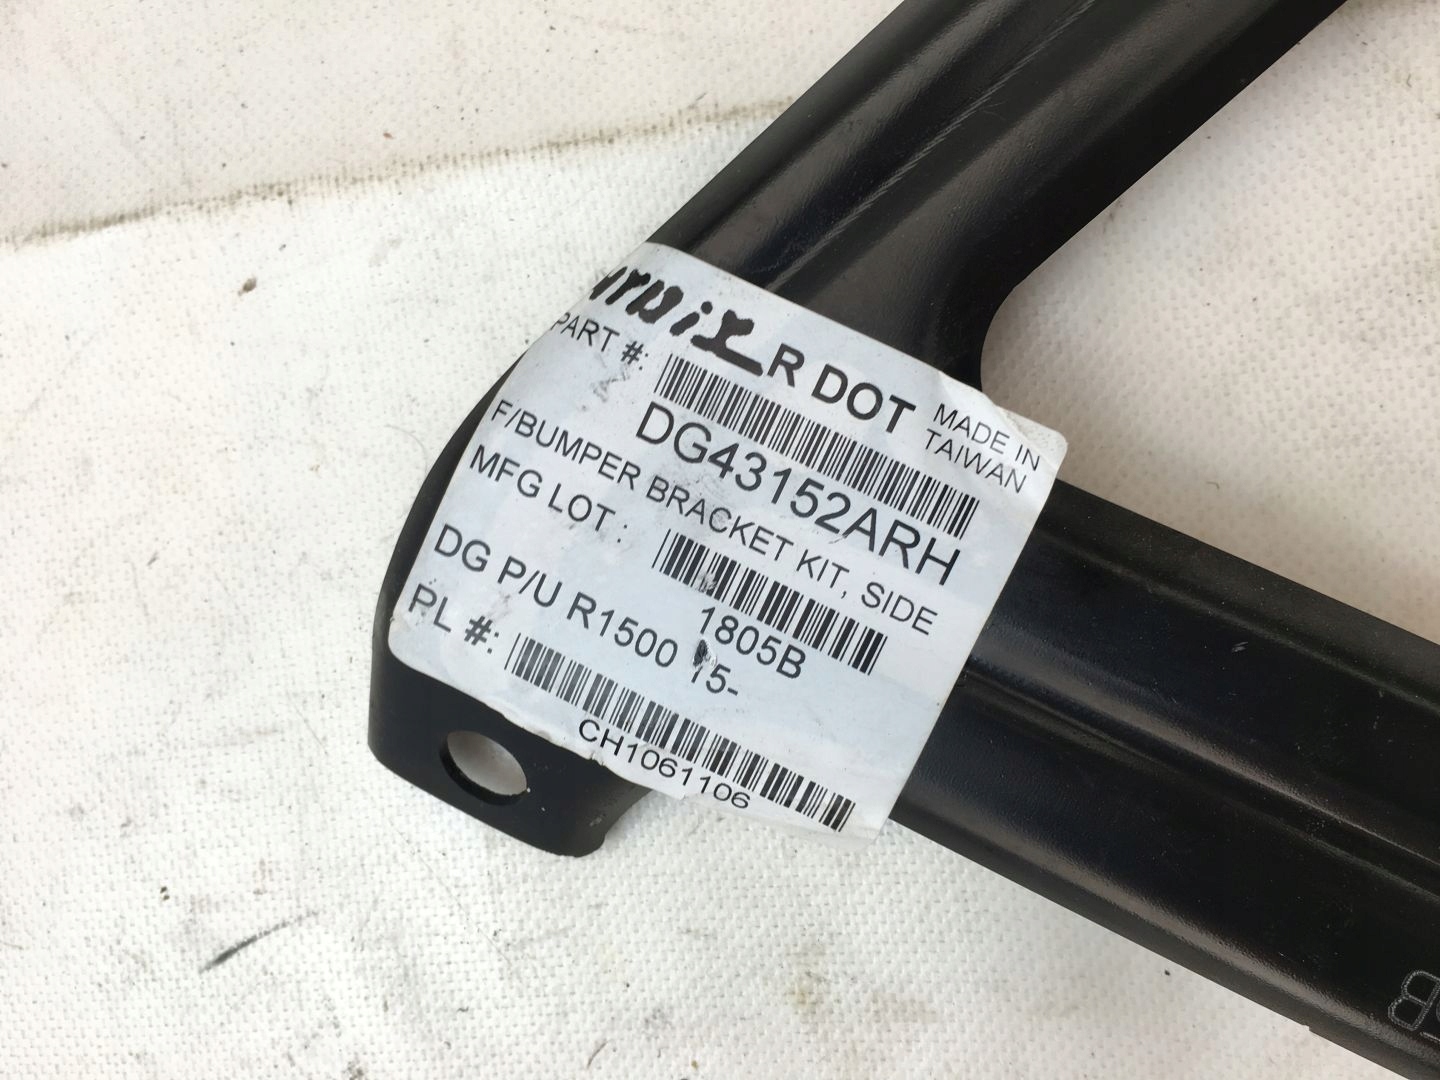 R DOT
MADE IN
TAIWAN
PART #:
DG43152ARH
F/BUMPER BRACKET KIT, SIDE
MFG LOT :
1805B
DG P/U R1500 15-
PL #:
CH1061106